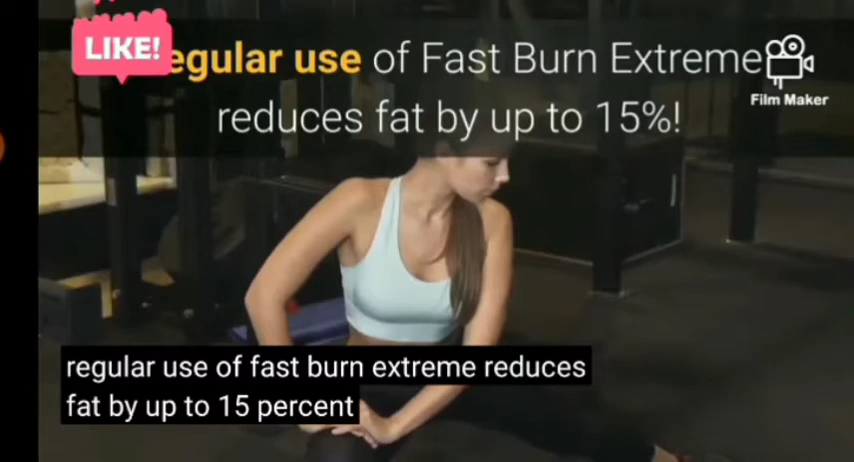 LIKE!
egular use of Fast Burn Extreme
reduces fat by up to 15%!
Film Maker
regular use of fast burn extreme reduces
fat by up to 15 percent